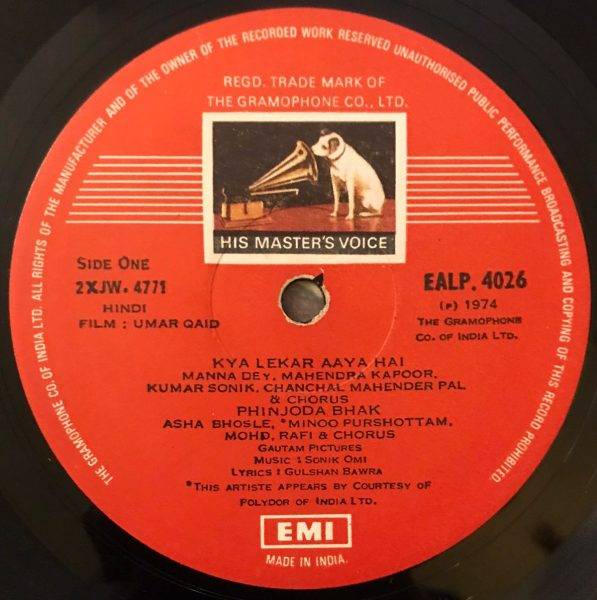 THE GRAMOPHONE CO. OF INDIA LTD. ALL RIGHTS OF THE MANUFACTURER AND OF THE OWNER OF THE RECORDED WORK RESERVED UNAUTHORISED PUBLIC PERFORMANCE BROADCASTING AND COPYING OF THIS RECORD PROHIBITED.
REGD. TRADE MARK OF
THE GRAMOPHONE CO., LTD.
HIS MASTER'S VOICE
SIDE ONE
2XJW. 4771
HINDI
FILM : UMAR QAID
EALP. 4026
(P) 1974
THE GRAMOPHONE
CO. OF INDIA LTD.
KYA LEKAR AAYA HAI
MANNA DEY, MAHENDRA KAPOOR,
KUMAR SONIK, CHANCHAL MAHENDER PAL
& CHORUS
PHINJODA BHAK
ASHA BHOSLE, *MINOO PURSHOTTAM,
MOHD. RAFI & CHORUS
GAUTAM PICTURES
MUSIC : SONIK OMI
LYRICS : GULSHAN BAWRA
*THIS ARTISTE APPEARS BY COURTESY OF
POLYDOR OF INDIA LTD.
EMI
MADE IN INDIA.